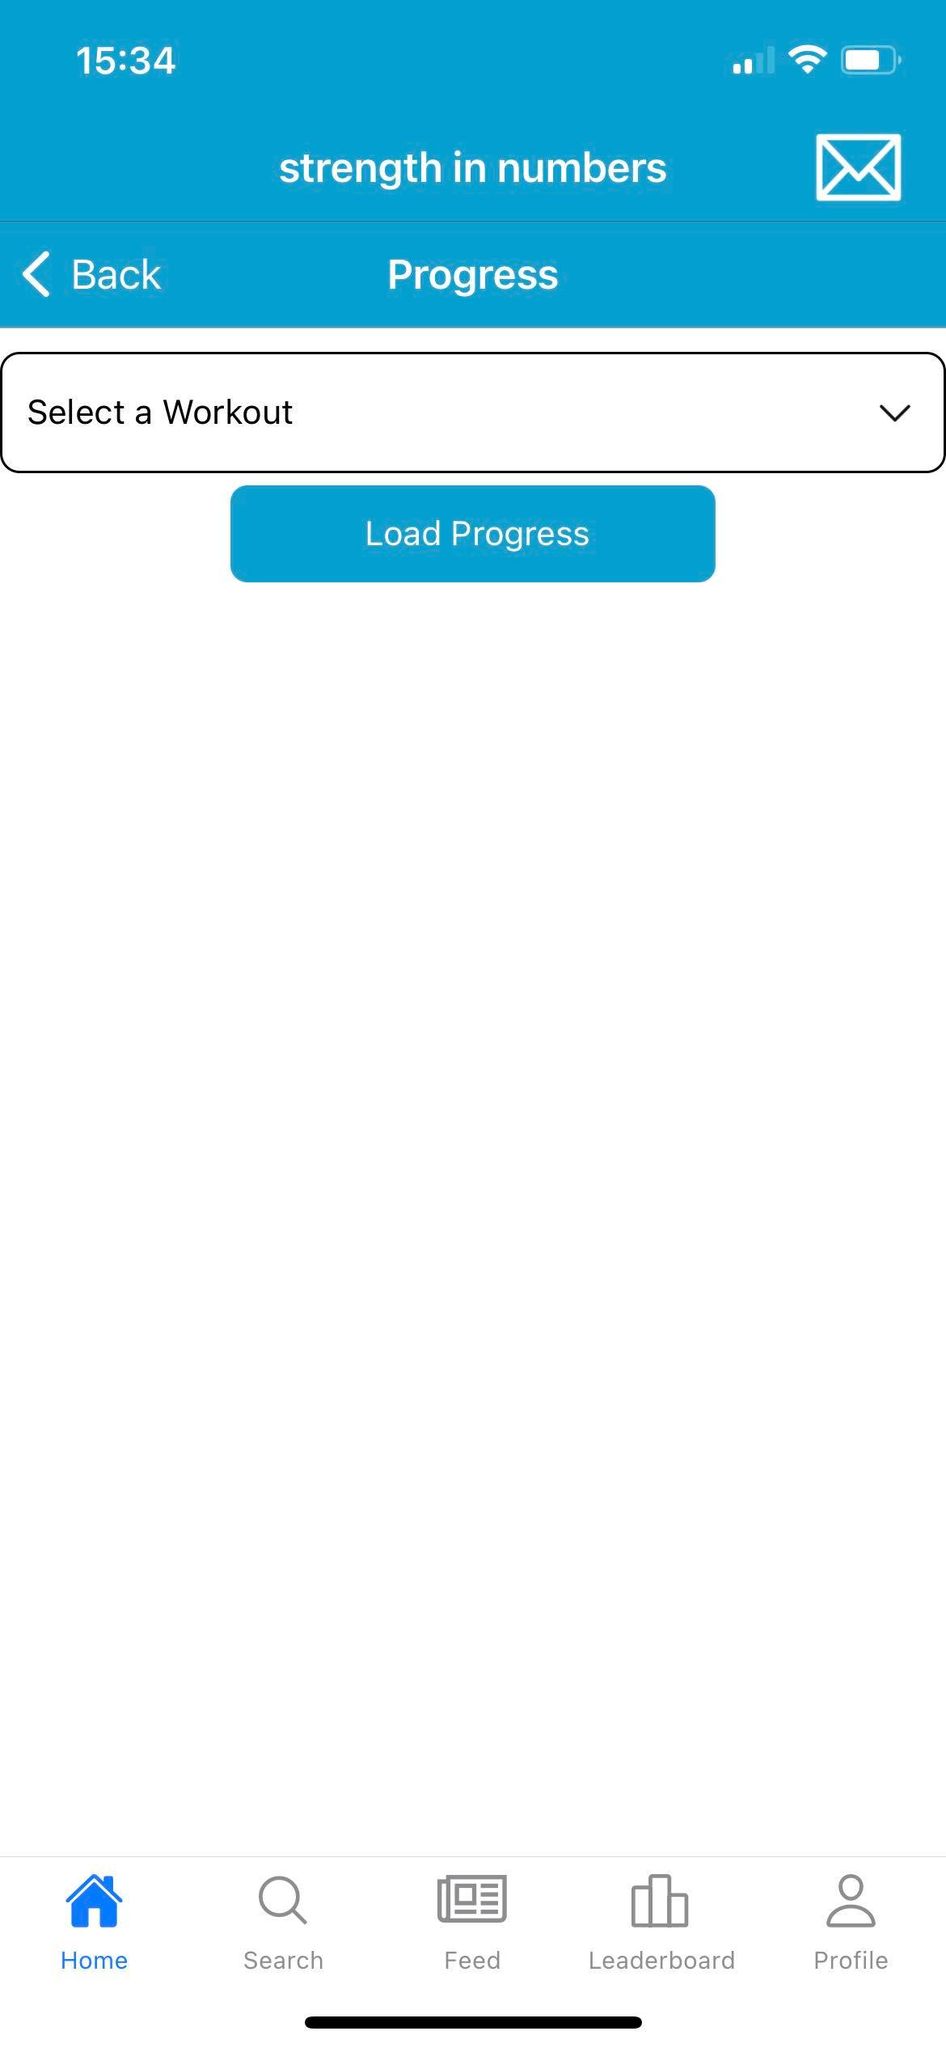 15:34
strength in numbers
Back
Progress
Select a Workout
Load Progress
Home
Search
Feed
Leaderboard
Profile